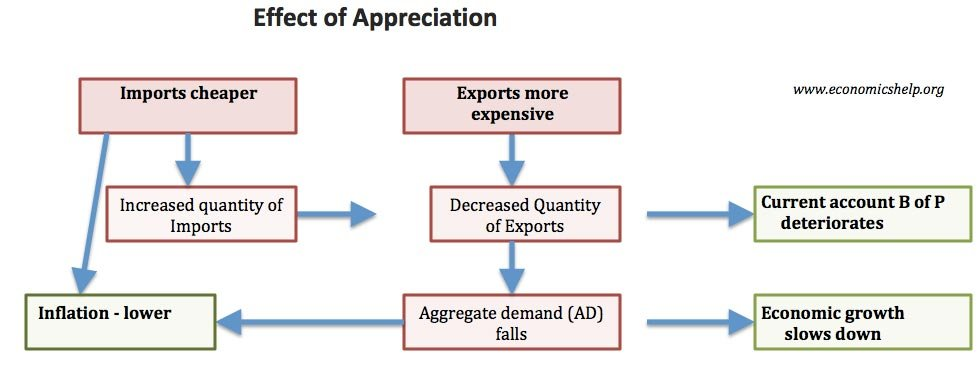 Effect of Appreciation
Imports cheaper
Exports more
expensive
www.economicshelp.org
Increased quantity of
Imports
Decreased Quantity
of Exports
Current account B of P
deteriorates
Inflation - lower
Aggregate demand (AD)
falls
Economic growth
slows down